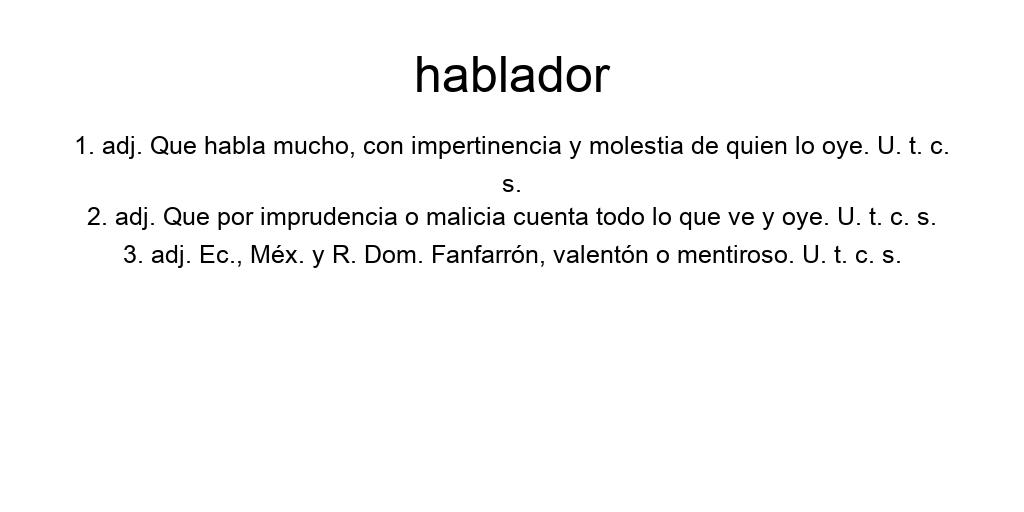 hablador
1. adj. Que habla mucho, con impertinencia y molestia de quien lo oye. U. t. c.
s.
2. adj. Que por imprudencia o malicia cuenta todo lo que ve y oye. U. t. c. s.
3. adj. Ec., Méx. y R. Dom. Fanfarrón, valentón o mentiroso. U. t. c. s.